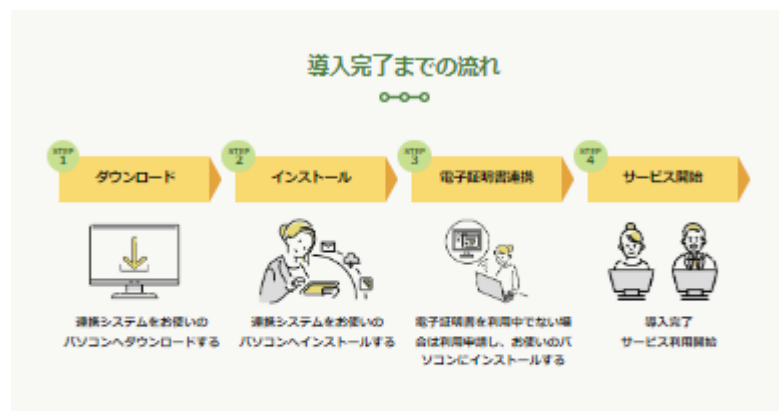 導入完了までの流れ
STEP
1
ダウンロード
STEP
2
インストール
STEP
3
電子証明書連携
STEP
4
サービス開始
連携システムをお使いの
パソコンへダウンロードする
連携システムをお使いの
パソコンへインストールする
電子証明書を利用中でない場
合は利用申請し、お使いのパ
ソコンにインストールする
導入完了
サービス利用開始